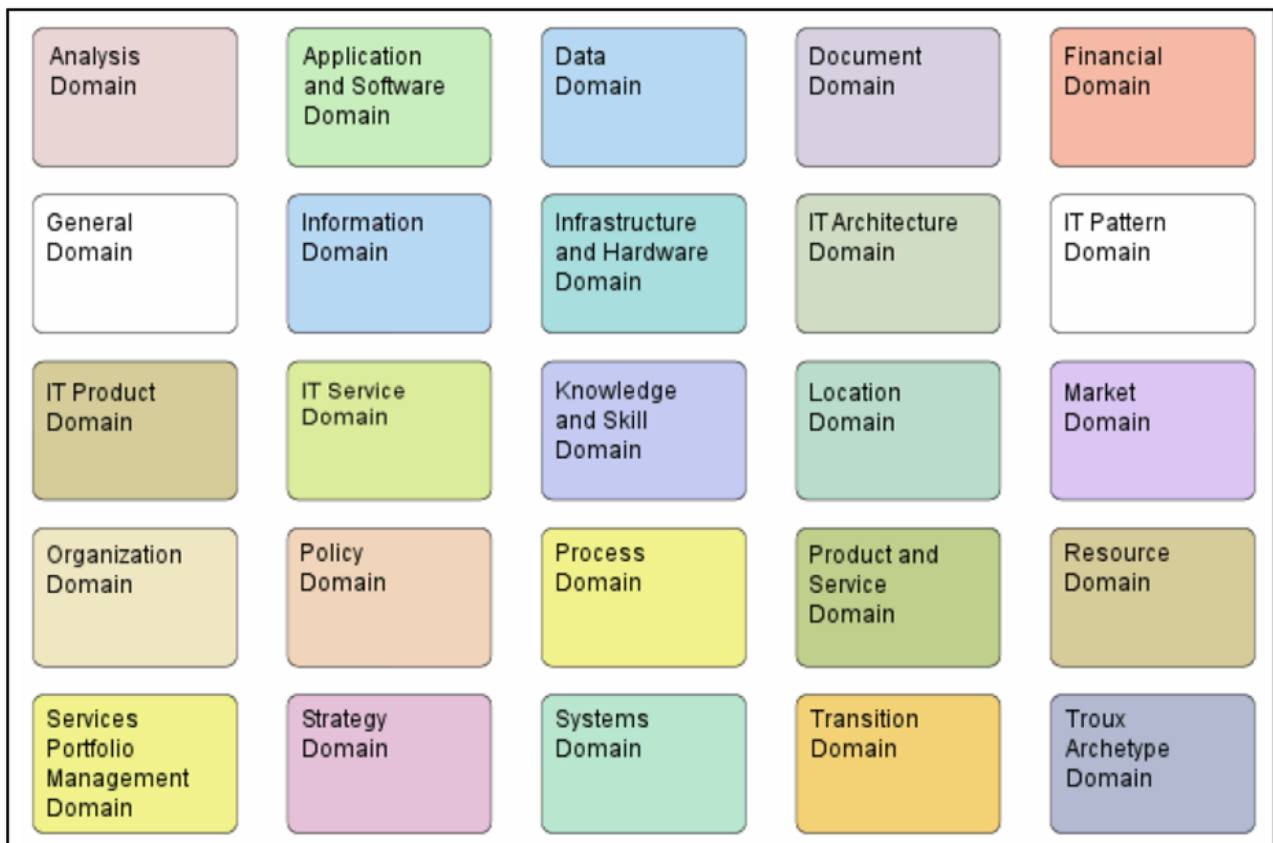 Analysis
Domain
Application
and Software
Domain
Data
Domain
Document
Domain
Financial
Domain
General
Domain
Information
Domain
Infrastructure
and Hardware
Domain
IT Architecture
Domain
IT Pattern
Domain
IT Product
Domain
IT Service
Domain
Knowledge
and Skill
Domain
Location
Domain
Market
Domain
Organization
Domain
Policy
Domain
Process
Domain
Product and
Service
Domain
Resource
Domain
Services
Portfolio
Management
Domain
Strategy
Domain
Systems
Domain
Transition
Domain
Troux
Archetype
Domain